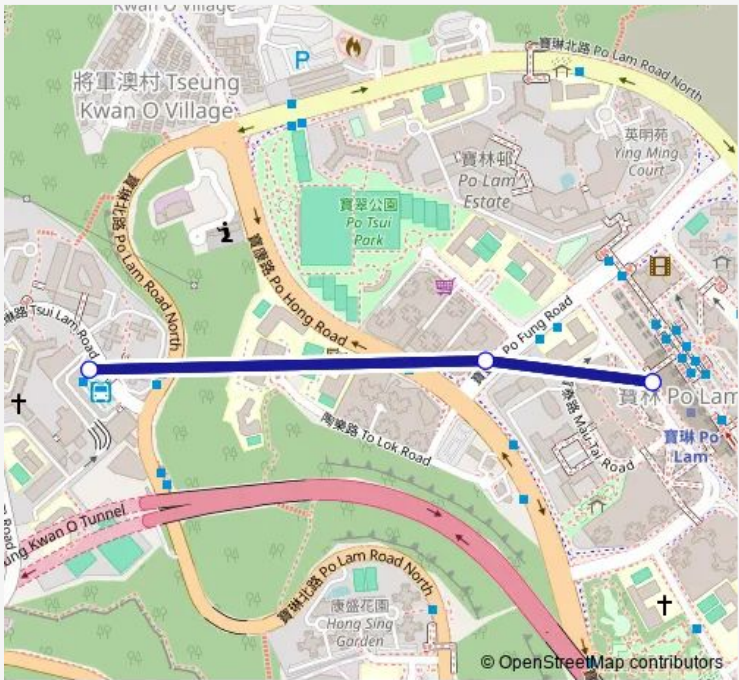 Kwan O Village
寶琳北路 Po Lam Road North
P
將軍澳村 Tseung
Kwan O Village
英明苑
Ying Ming
Court
寶林邨
Po Lam
Estate
寶翠公園
Po Tsui
Park
寶琳北路 Po Lam Road North
寶康路 Po Hong Road
Tsui Lam Road
Po Fung Road
寶林 Po Lam
寶琳 Po
Lam
Mau Tai Road
陶樂路 To Lok Road
Kwan O Tunnel
Road
寶琳北路 Po Lam Road North
康盛花園
Hong Sing
Garden
© OpenStreetMap contributors